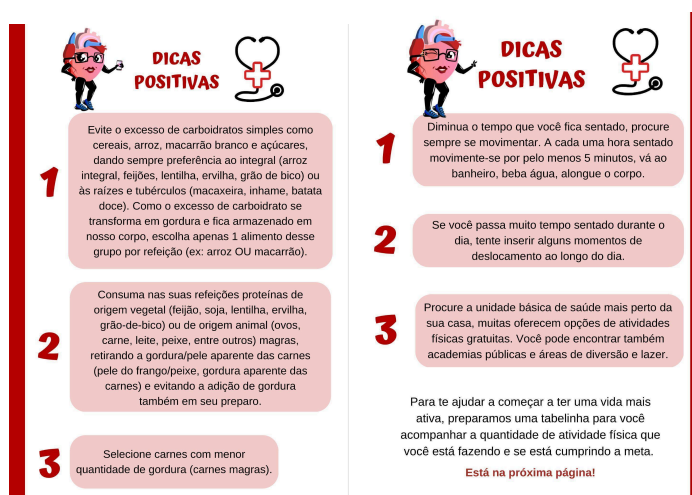 DICAS
POSITIVAS
1
Evite o excesso de carboidratos simples como
cereais, arroz, macarrão branco e açúcares,
dando sempre preferência ao integral (arroz
integral, feijões, lentilha, ervilha, grão de bico) ou
às raízes e tubérculos (macaxeira, inhame, batata
doce). Como o excesso de carboidrato se
transforma em gordura e fica armazenado em
nosso corpo, escolha apenas 1 alimento desse
grupo por refeição (ex: arroz OU macarrão).
2
Consuma nas suas refeições proteínas de
origem vegetal (feijão, soja, lentilha, ervilha,
grão-de-bico) ou de origem animal (ovos,
carne, leite, peixe, entre outros) magras,
retirando a gordura/pele aparente das carnes
(pele do frango/peixe, gordura aparente das
carnes) e evitando a adição de gordura
também em seu preparo.
3
Selecione carnes com menor
quantidade de gordura (carnes magras).
DICAS
POSITIVAS
1
Diminua o tempo que você fica sentado, procure
sempre se movimentar. A cada uma hora sentado
movimente-se por pelo menos 5 minutos, vá ao
banheiro, beba água, alongue o corpo.
2
Se você passa muito tempo sentado durante o
dia, tente inserir alguns momentos de
deslocamento ao longo do dia.
3
Procure a unidade básica de saúde mais perto da
sua casa, muitas oferecem opções de atividades
físicas gratuitas. Você pode encontrar também
academias públicas e áreas de diversão e lazer.
Para te ajudar a começar a ter uma vida mais
ativa, preparamos uma tabelinha para você
acompanhar a quantidade de atividade física que
você está fazendo e se está cumprindo a meta.
Está na próxima página!